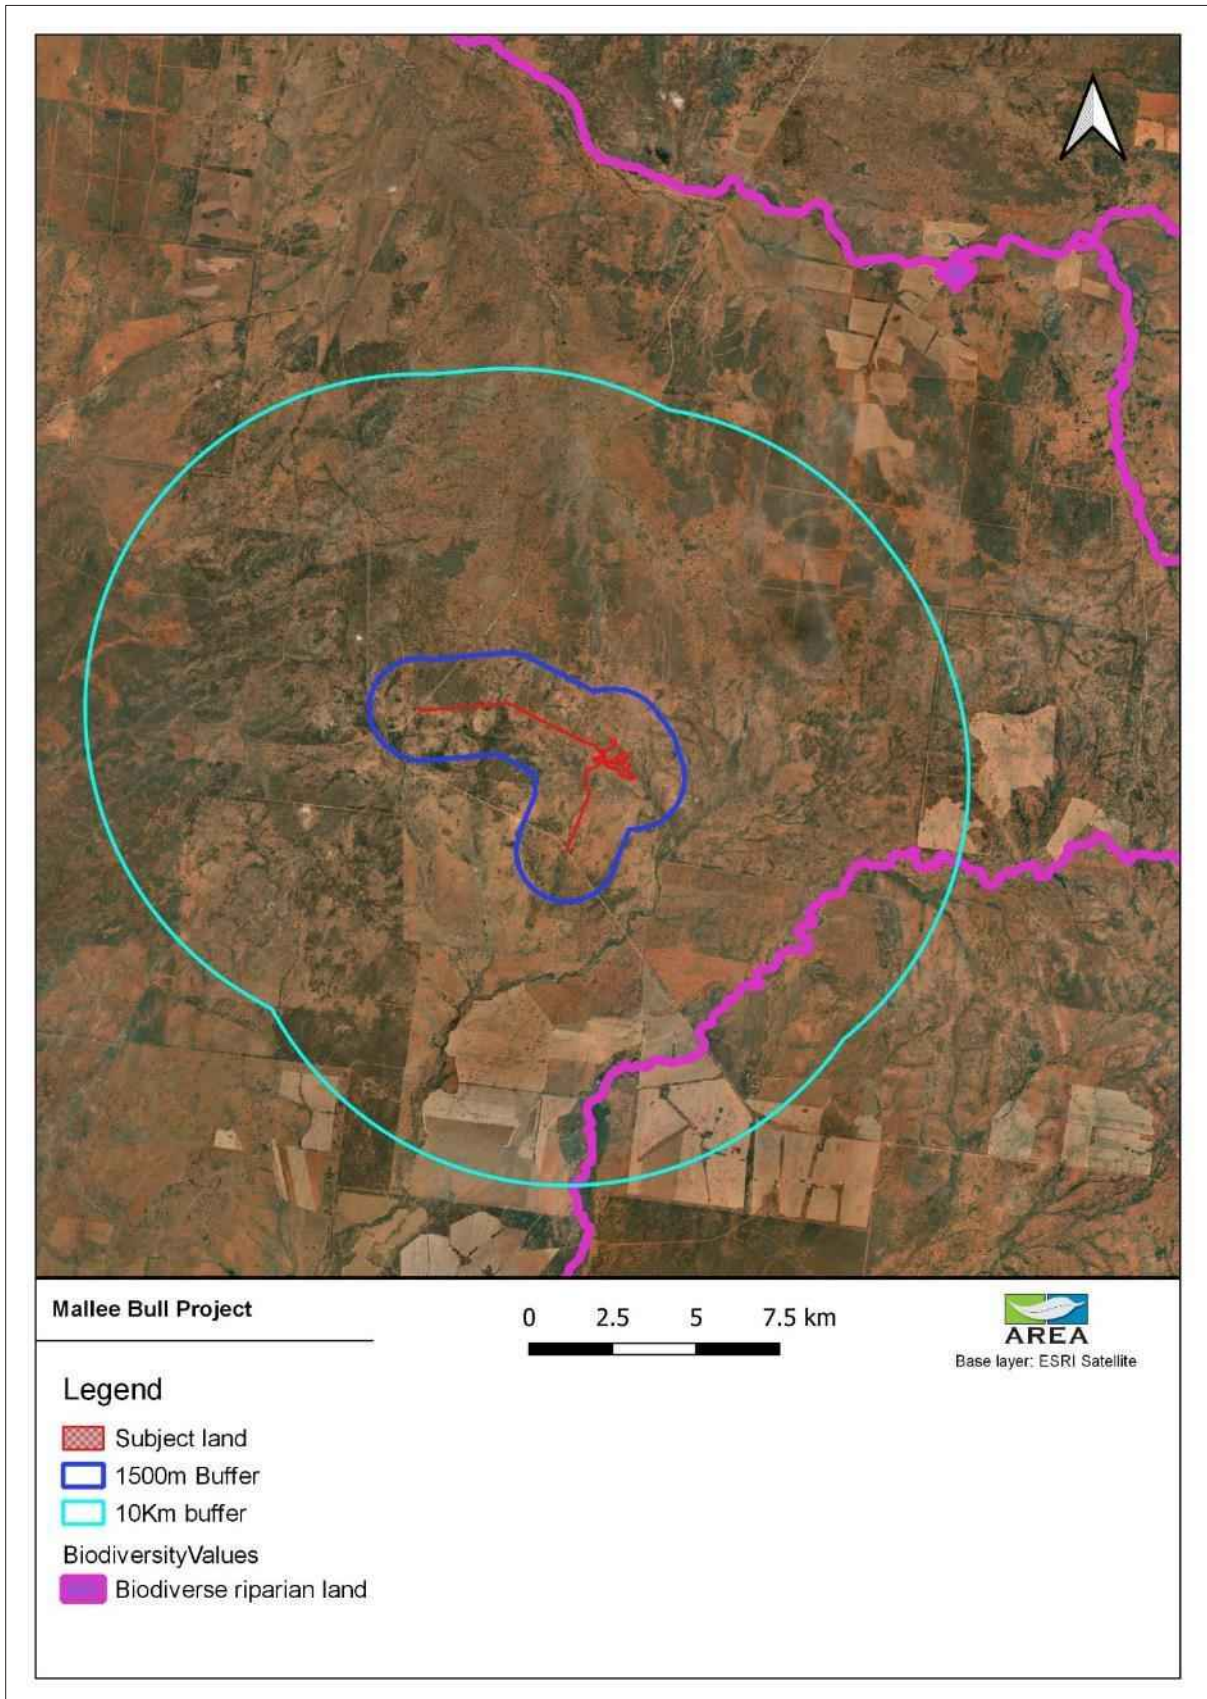 Mallee Bull Project
0 2.5 5 7.5 km
AREA
Base layer: ESRI Satellite
Legend
Subject land
1500m Buffer
10Km buffer
BiodiversityValues
Biodiverse riparian land